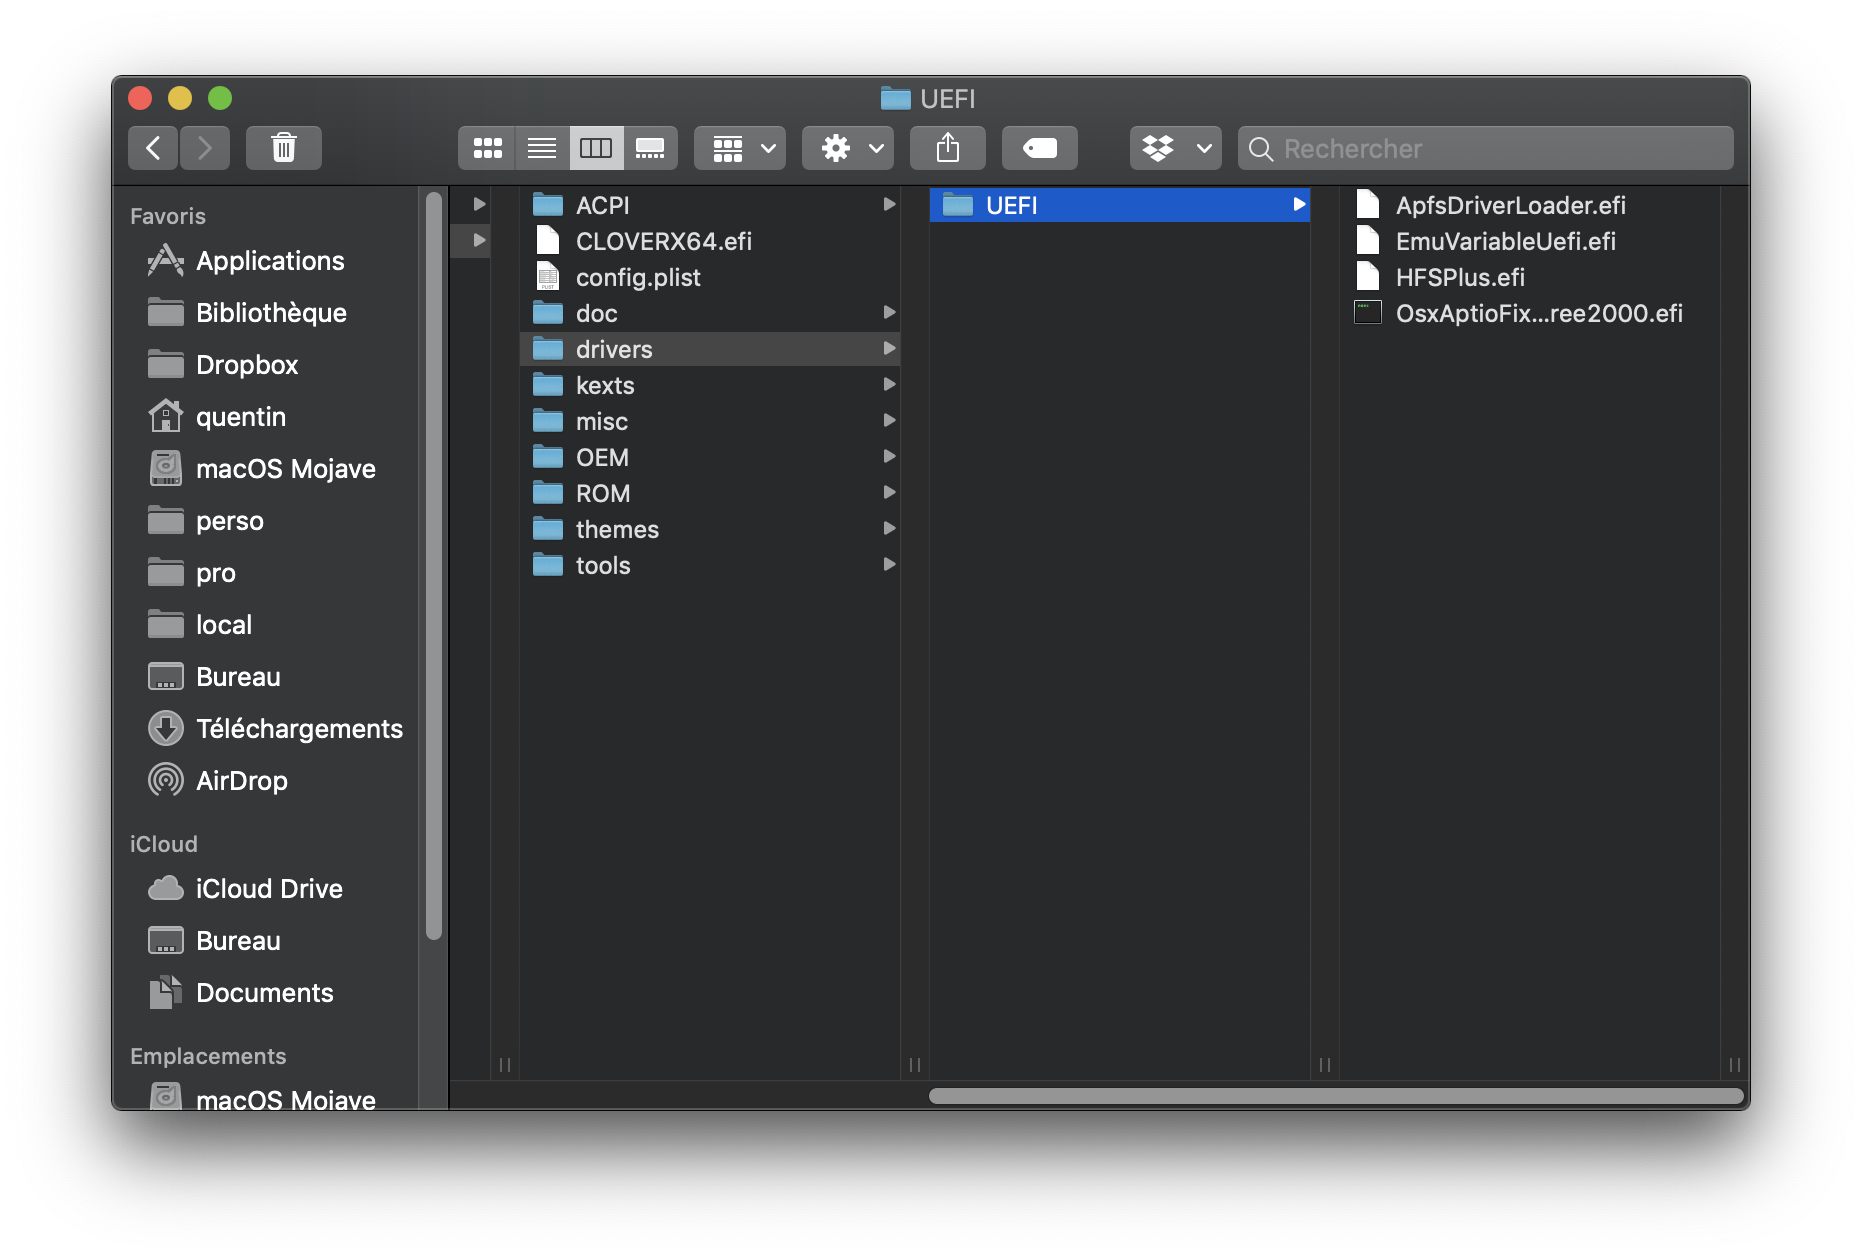 UEFI
Rechercher
Favoris
Applications
Bibliothèque
Dropbox
quentin
macOS Mojave
perso
pro
local
Bureau
Téléchargements
AirDrop
iCloud
iCloud Drive
Bureau
Documents
Emplacements
macOS Mojave
ACPI
CLOVERX64.efi
config.plist
doc
drivers
kexts
misc
OEM
ROM
themes
tools
UEFI
ApfsDriverLoader.efi
EmuVariableUefi.efi
HFSPlus.efi
OsxAptioFix...ree2000.efi